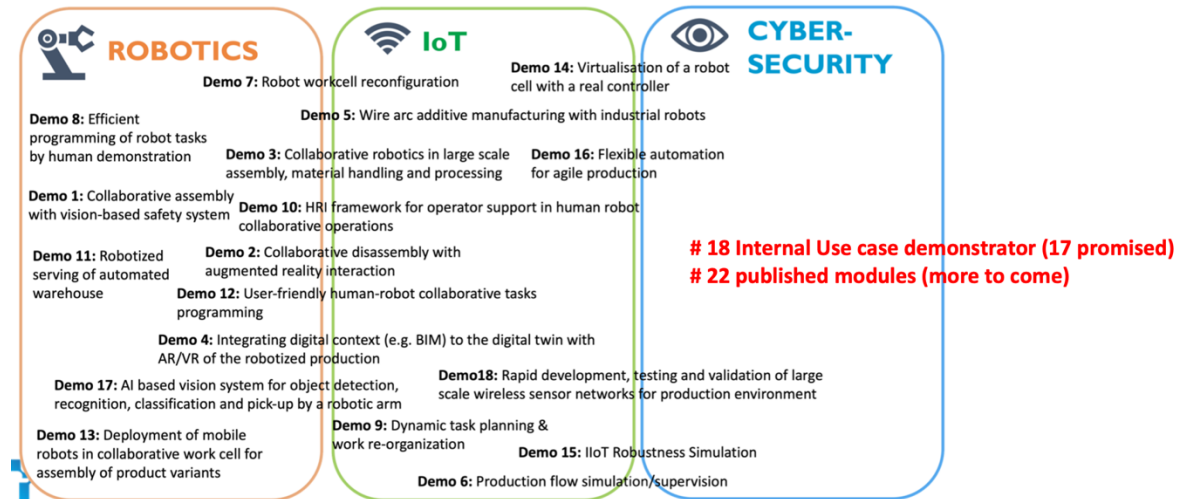 ROBOTICS
IoT
CYBER-
SECURITY
Demo 7: Robot workcell reconfiguration
Demo 14: Virtualisation of a robot
cell with a real controller
Demo 8: Efficient
programming of robot tasks
by human demonstration
Demo 5: Wire arc additive manufacturing with industrial robots
Demo 3: Collaborative robotics in large scale
assembly, material handling and processing
Demo 16: Flexible automation
for agile production
Demo 1: Collaborative assembly
with vision-based safety system
Demo 10: HRI framework for operator support in human robot
collaborative operations
Demo 11: Robotized
serving of automated
warehouse
Demo 2: Collaborative disassembly with
augmented reality interaction
# 18 Internal Use case demonstrator (17 promised)
# 22 published modules (more to come)
Demo 12: User-friendly human-robot collaborative tasks
programming
Demo 4: Integrating digital context (e.g. BIM) to the digital twin with
AR/VR of the robotized production
Demo 17: AI based vision system for object detection,
recognition, classification and pick-up by a robotic arm
Demo18: Rapid development, testing and validation of large
scale wireless sensor networks for production environment
Demo 13: Deployment of mobile
robots in collaborative work cell for
assembly of product variants
Demo 9: Dynamic task planning &
work re-organization
Demo 15: IIoT Robustness Simulation
Demo 6: Production flow simulation/supervision